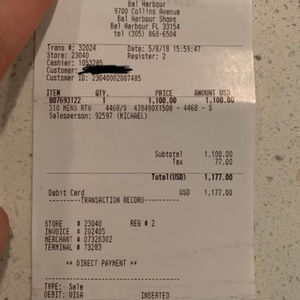 Bal Harbour
9700 Collins Avenue
Bal Harbour Shops
Bal Harbour FL 33154
tel (305) 868-6504
Trans #: 32024 Date: 5/8/18 15:59:47
Store: 23040 Register: 2
Cashier: 1053285
Customer:
Customer ID: 23040002007485
ITEM QTY. PRICE AMOUNT USD
807693122 1 1,100.00 1,100.00
310 MENS RTW 4468/S 47849DX1508 - 4468 - S
Salesperson: 92597 (MICHAEL)
Subtotal 1,100.00
Tax 77.00
Total(USD) 1,177.00
Debit Card USD 1,177.00
--------TRANSACTION RECORD--------
STORE # 23040 REG # 2
INVOICE # 202405
MERCHANT # 07328302
TERMINAL # 73283
** DIRECT PAYMENT **
TYPE: Sale
DEBIT: VISA INSERTED